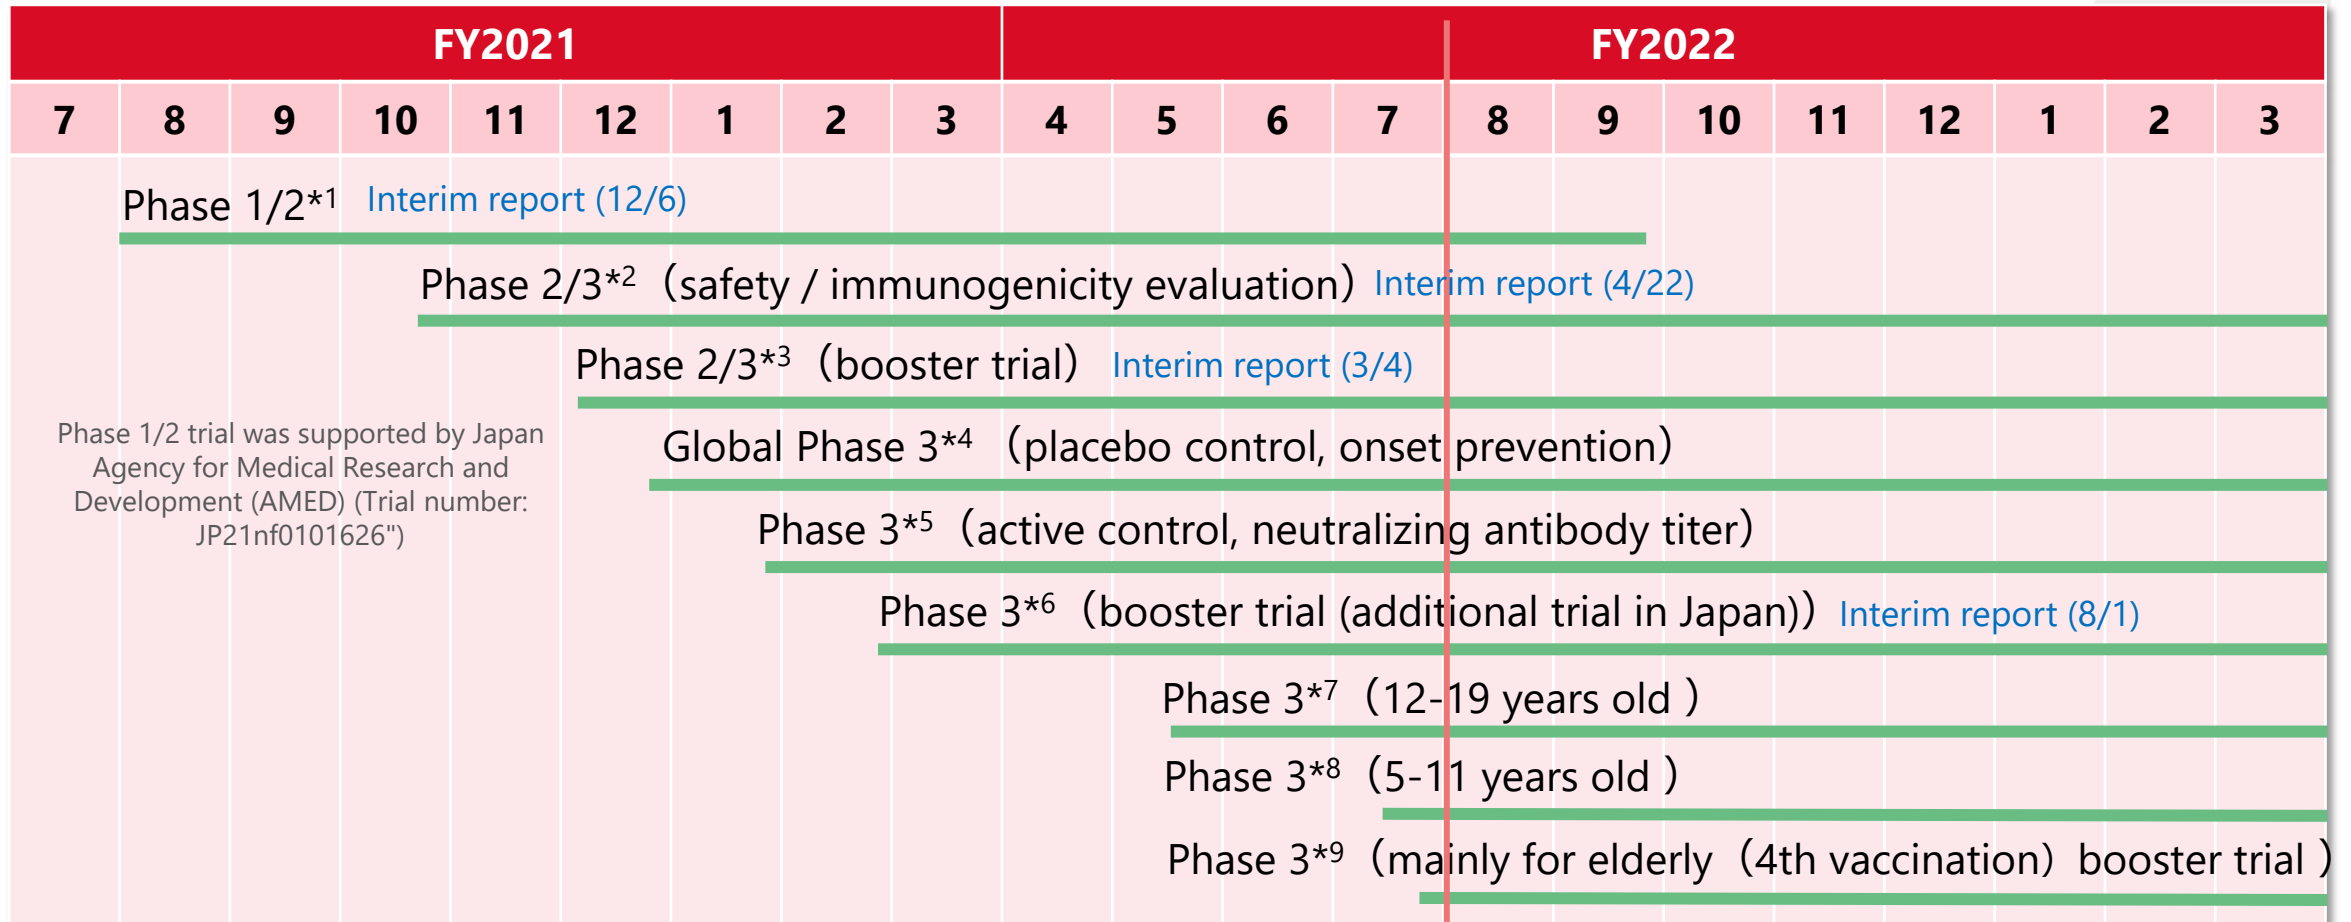 FY2021 FY2022
7 8 9 10 11 12 1 2 3 4 5 6 7 8 9 10 11 12 1 2 3
Phase 1/2*1 Interim report (12/6)
Phase 2/3*2（safety / immunogenicity evaluation）Interim report (4/22)
Phase 2/3*3（booster trial） Interim report (3/4)
Phase 1/2 trial was supported by Japan
Agency for Medical Research and
Development (AMED) (Trial number:
JP21nf0101626")
Global Phase 3*4（placebo control, onset prevention）
Phase 3*5（active control, neutralizing antibody titer）
Phase 3*6（booster trial (additional trial in Japan)）Interim report (8/1)
Phase 3*7（12-19 years old ）
Phase 3*8（5-11 years old ）
Phase 3*9（mainly for elderly（4th vaccination）booster trial ）